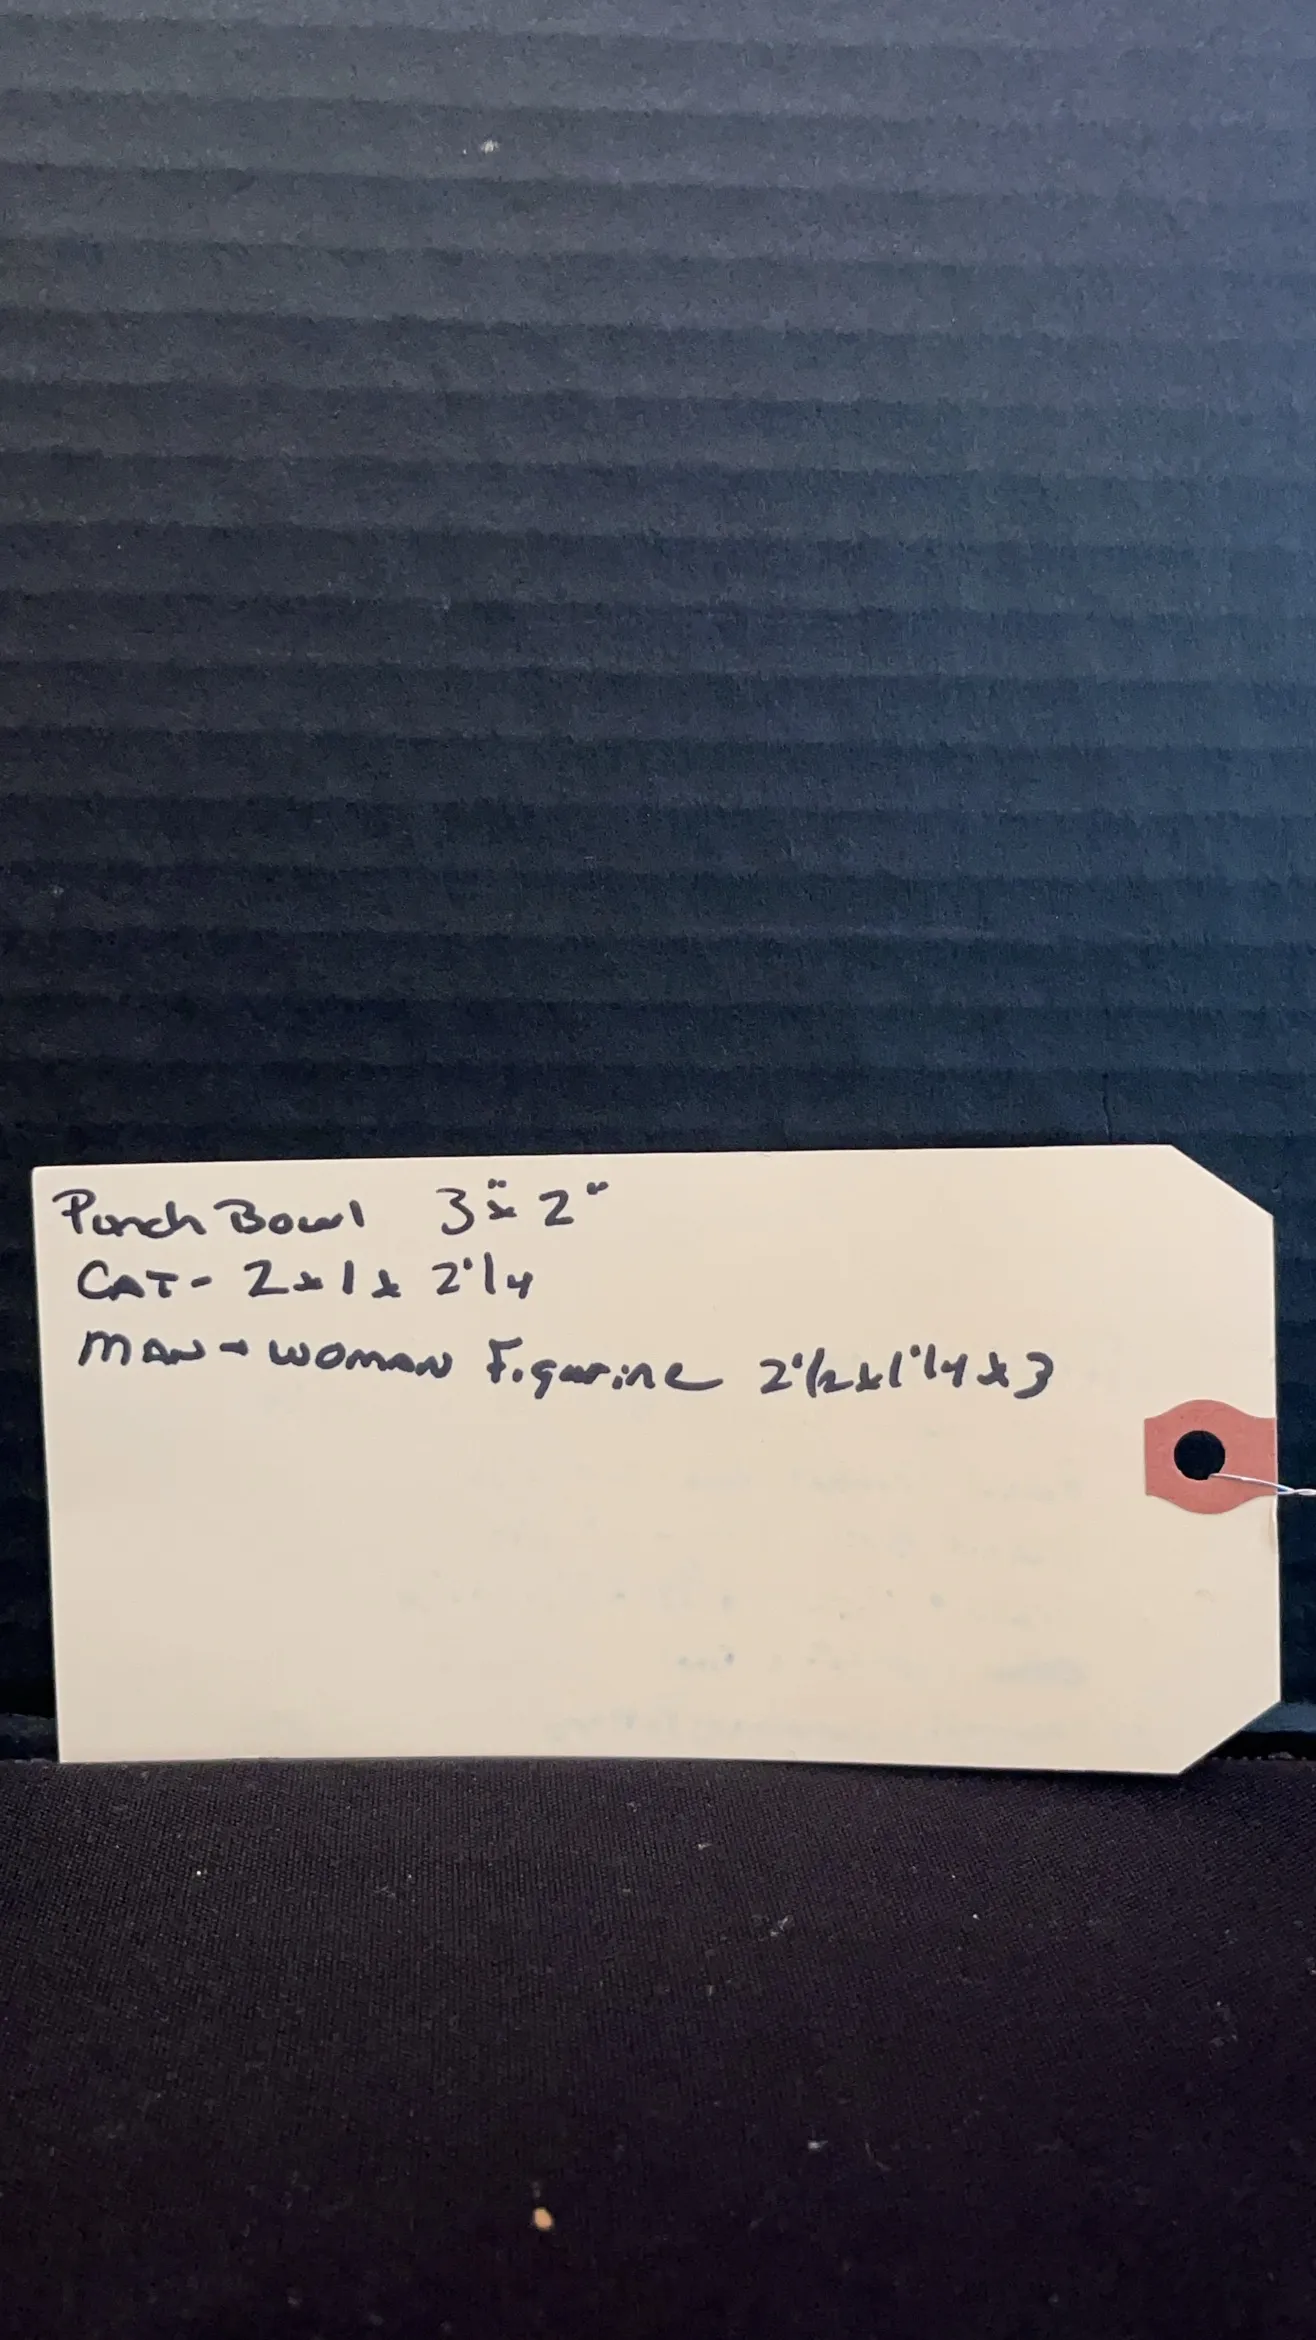 Punch Bowl 3" x 2"
CAT - 2 x 1 x 2 1/4
MAN - WOMAN Figurine 2 1/2 x 1 1/4 x 3